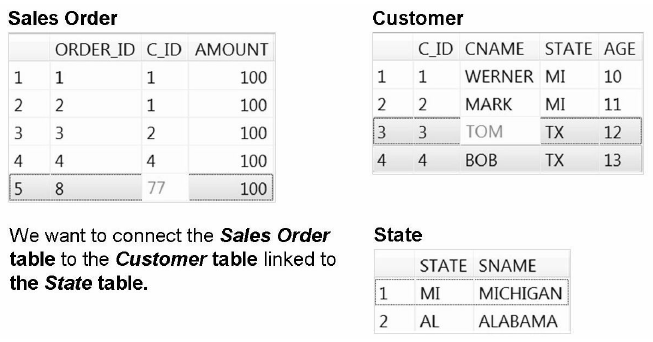 Sales Order
ORDER_ID C_ID AMOUNT
1 1 1 100
2 2 1 100
3 3 2 100
4 4 4 100
5 8 77 100
We want to connect the Sales Order
table to the Customer table linked to
the State table.
Customer
C_ID CNAME STATE AGE
1 1 WERNER MI 10
2 2 MARK MI 11
3 3 TOM TX 12
4 4 BOB TX 13
State
STATE SNAME
1 MI MICHIGAN
2 AL ALABAMA